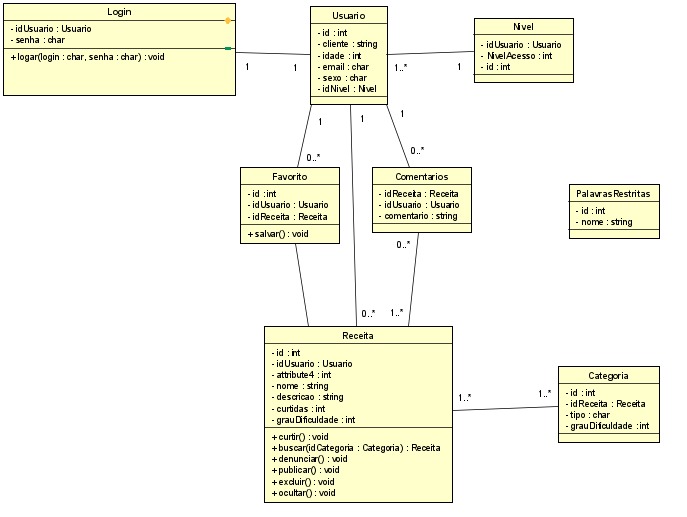 Login
- idUsuario : Usuario
- senha : char
+ logar(login : char, senha : char) : void
Usuario
- id : int
- cliente : string
- idade : int
- email : char
- sexo : char
- idNivel : Nivel
Nivel
- idUsuario : Usuario
- NivelAcesso : int
- id : int
1
1
1..*
1
1
1
1
0..*
0..*
Favorito
- id : int
- idUsuario : Usuario
- idReceita : Receita
+ salvar() : void
Comentarios
- idReceita : Receita
- idUsuario : Usuario
- comentario : string
PalavrasRestritas
- id : int
- nome : string
0..*
0..*
1..*
Receita
- id : int
- idUsuario : Usuario
- attribute4 : int
- nome : string
- descricao : string
- curtidas : int
- grauDificuldade : int
+ curtir() : void
+ buscar(idCategoria : Categoria) : Receita
+ denunciar() : void
+ publicar() : void
+ excluir() : void
+ ocultar() : void
1..*
1..*
Categoria
- id : int
- idReceita : Receita
- tipo : char
- grauDificuldade : int